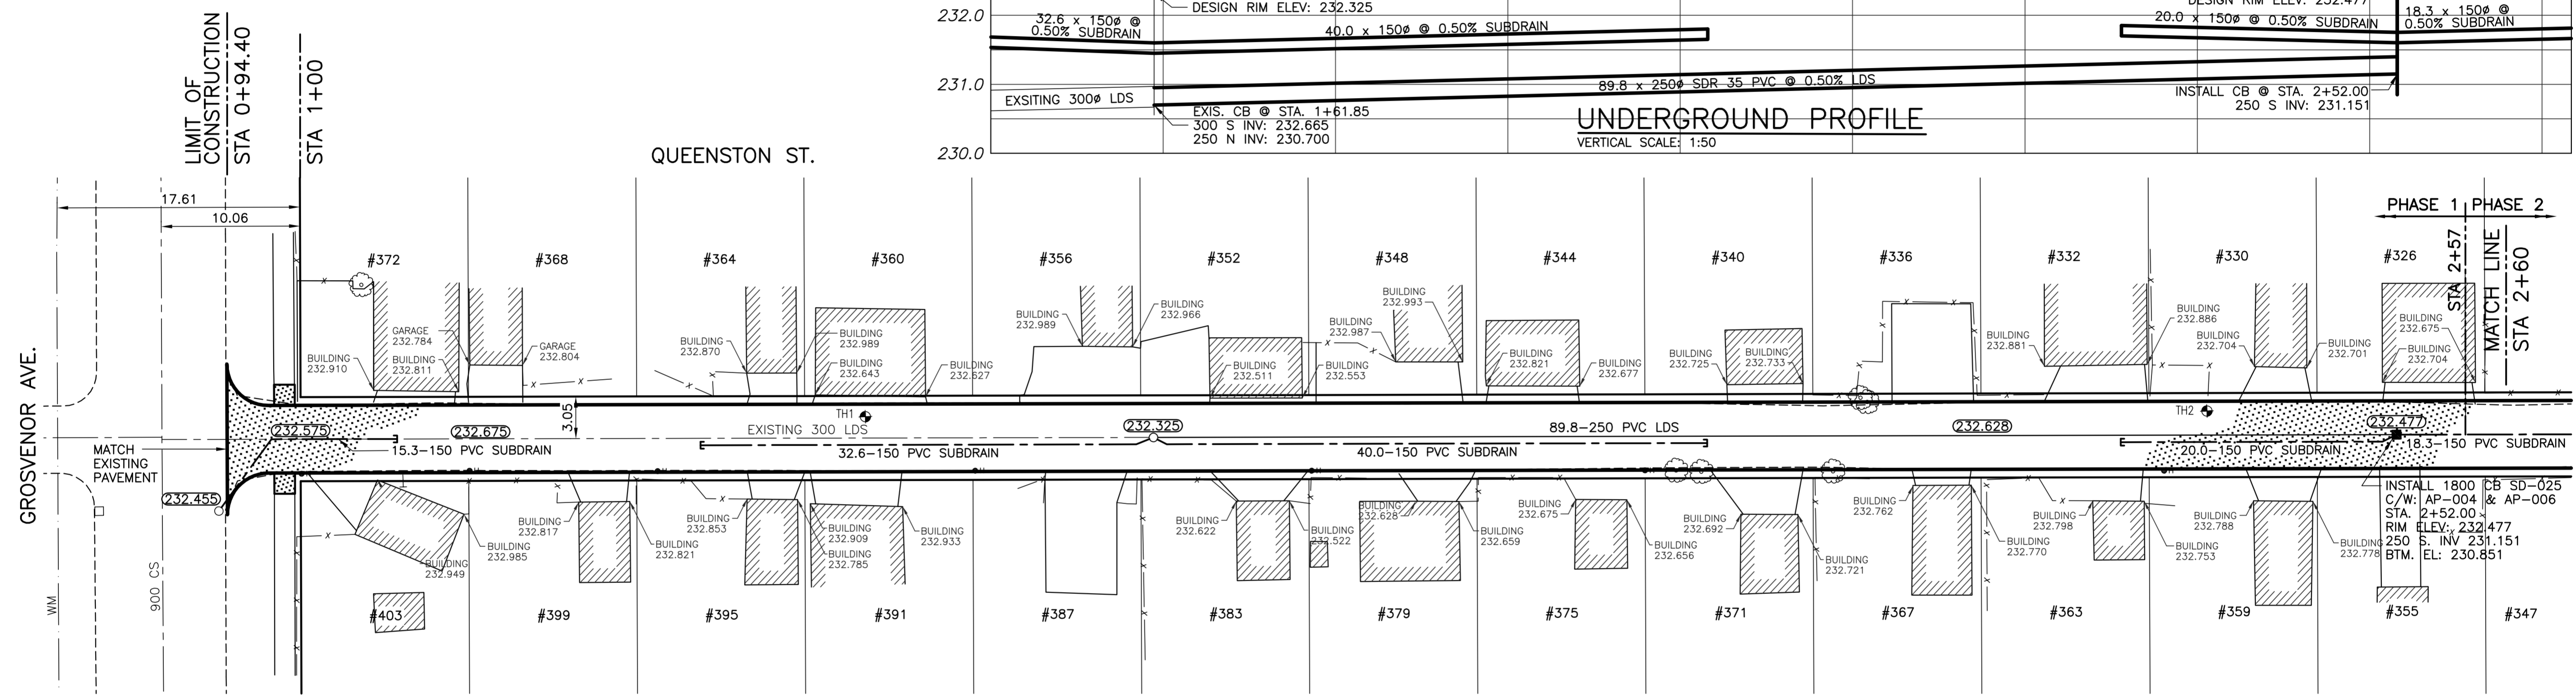 LIMIT OF
CONSTRUCTION
STA 0+94.40
STA 1+00
QUEENSTON ST.
232.0
231.0
230.0
DESIGN RIM ELEV: 232.325
32.6 x 150ø @
0.50% SUBDRAIN
40.0 x 150ø @ 0.50% SUBDRAIN
20.0 x 150ø @ 0.50% SUBDRAIN
18.3 x 150ø @
0.50% SUBDRAIN
EXSITING 300ø LDS
89.8 x 250ø SDR 35 PVC @ 0.50% LDS
EXIS. CB @ STA. 1+61.85
300 S INV: 232.665
250 N INV: 230.700
INSTALL CB @ STA. 2+52.00
250 S INV: 231.151
UNDERGROUND PROFILE
VERTICAL SCALE: 1:50
17.61
10.06
PHASE 1
PHASE 2
STA 2+57
MATCH LINE
STA 2+60
#372
#368
#364
#360
#356
#352
#348
#344
#340
#336
#332
#330
#326
BUILDING
232.910
GARAGE
232.784
BUILDING
232.811
GARAGE
232.804
BUILDING
232.870
BUILDING
232.989
BUILDING
232.643
BUILDING
232.627
BUILDING
232.989
BUILDING
232.966
BUILDING
232.511
BUILDING
232.553
BUILDING
232.987
BUILDING
232.993
BUILDING
232.821
BUILDING
232.677
BUILDING
232.725
BUILDING
232.733
BUILDING
232.881
BUILDING
232.886
BUILDING
232.704
BUILDING
232.701
BUILDING
232.675
BUILDING
232.704
GROSVENOR AVE.
WM
900 CS
MATCH
EXISTING
PAVEMENT
232.455
232.575
232.675
3.05
TH1
EXISTING 300 LDS
232.325
89.8-250 PVC LDS
232.628
TH2
232.477
15.3-150 PVC SUBDRAIN
32.6-150 PVC SUBDRAIN
40.0-150 PVC SUBDRAIN
20.0-150 PVC SUBDRAIN
18.3-150 PVC SUBDRAIN
INSTALL 1800 CB SD-025
C/W: AP-004 & AP-006
STA. 2+52.00
RIM ELEV: 232.477
250 S. INV 231.151
BTM. EL: 230.851
BUILDING
232.949
BUILDING
232.985
BUILDING
232.817
BUILDING
232.821
BUILDING
232.853
BUILDING
232.909
BUILDING
232.785
BUILDING
232.933
BUILDING
232.622
BUILDING
232.522
BUILDING
232.628
BUILDING
232.659
BUILDING
232.675
BUILDING
232.656
BUILDING
232.692
BUILDING
232.721
BUILDING
232.762
BUILDING
232.770
BUILDING
232.798
BUILDING
232.753
BUILDING
232.788
BUILDING
232.778
#403
#399
#395
#391
#387
#383
#379
#375
#371
#367
#363
#359
#355
#347